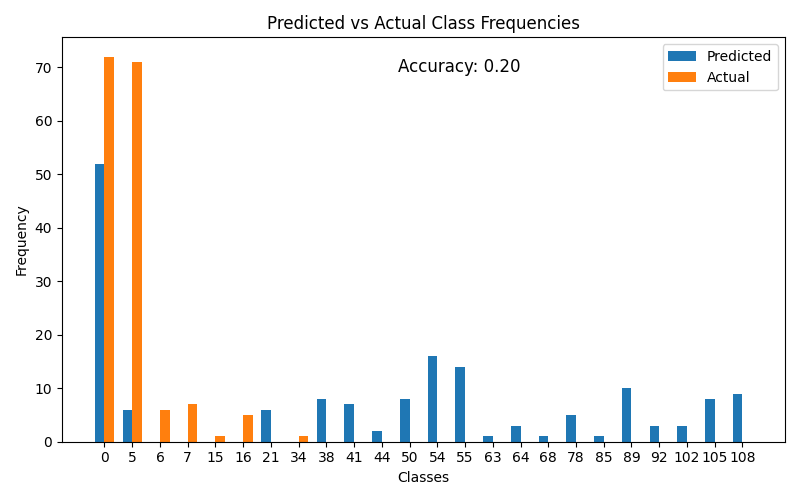 Predicted vs Actual Class Frequencies
Accuracy: 0.20
Predicted
Actual
Frequency
70
60
50
40
30
20
10
0
0 5 6 7 15 16 21 34 38 41 44 50 54 55 63 64 68 78 85 89 92 102 105 108
Classes